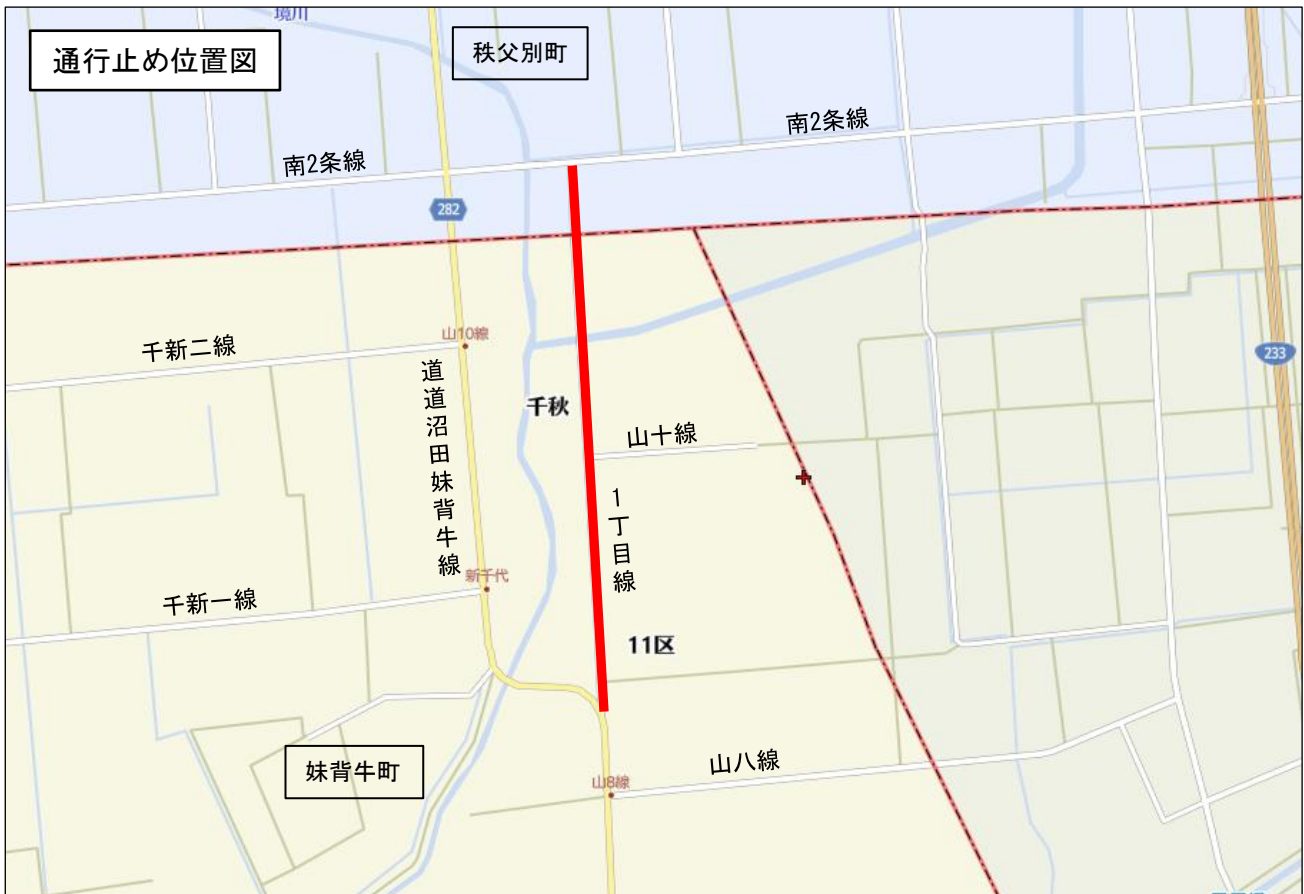 境川
通行止め位置図
秩父別町
南2条線
南2条線
282
山10線
千新二線
道道沼田妹背牛線
千秋
233
山十線
1丁目線
新千代
千新一線
11区
妹背牛町
山八線
山8線